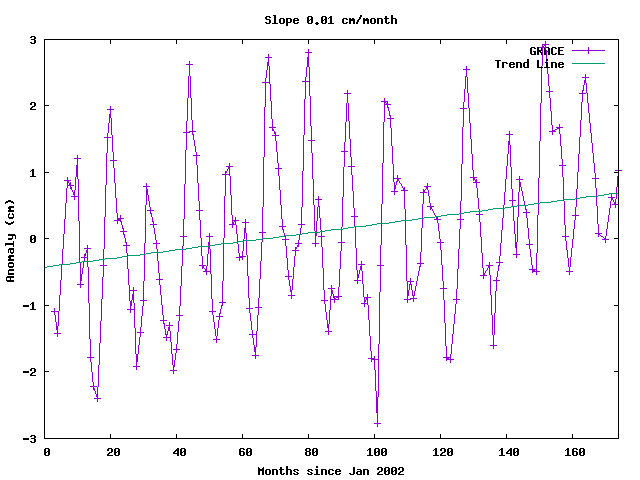 Slope 0.01 cm/month
GRACE
Trend Line
3
2
1
0
-1
-2
-3
Anomaly (cm)
0 20 40 60 80 100 120 140 160
Months since Jan 2002